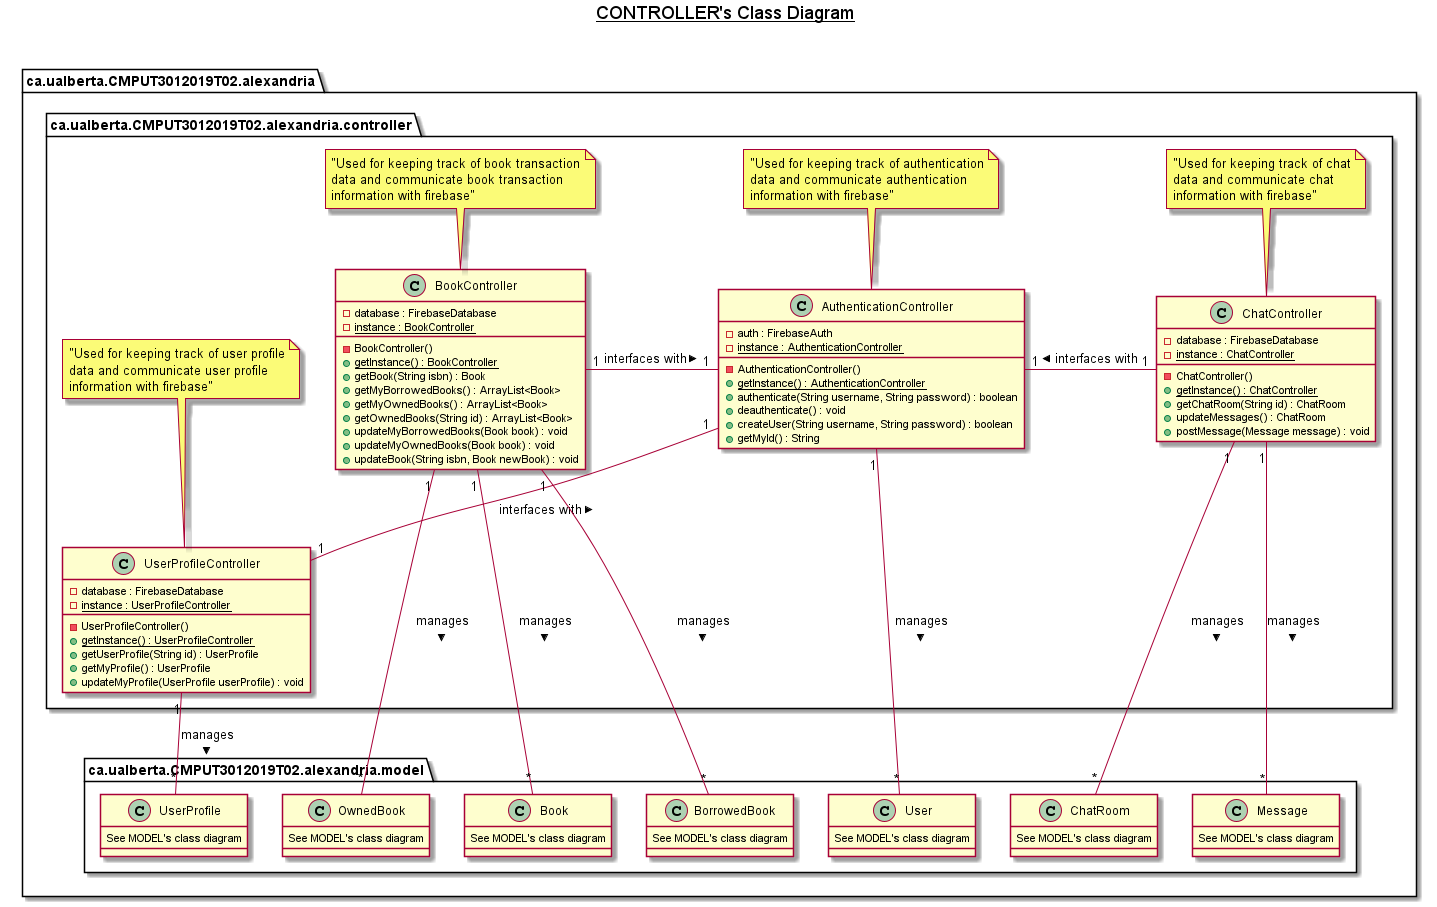 CONTROLLER's Class Diagram
ca.ualberta.CMPUT3012019T02.alexandria
ca.ualberta.CMPUT3012019T02.alexandria.controller
"Used for keeping track of book transaction
data and communicate book transaction
information with firebase"
"Used for keeping track of authentication
data and communicate authentication
information with firebase"
"Used for keeping track of chat
data and communicate chat
information with firebase"
C BookController
database : FirebaseDatabase
instance : BookController
BookController()
getInstance() : BookController
getBook(String isbn) : Book
getMyBorrowedBooks() : ArrayList<Book>
getMyOwnedBooks() : ArrayList<Book>
getOwnedBooks(String id) : ArrayList<Book>
updateMyBorrowedBooks(Book book) : void
updateMyOwnedBooks(Book book) : void
updateBook(String isbn, Book newBook) : void
1 interfaces with 1
C AuthenticationController
auth : FirebaseAuth
instance : AuthenticationController
AuthenticationController()
getInstance() : AuthenticationController
authenticate(String username, String password) : boolean
deauthenticate() : void
createUser(String username, String password) : boolean
getMyId() : String
1 interfaces with 1
C ChatController
database : FirebaseDatabase
instance : ChatController
ChatController()
getInstance() : ChatController
getChatRoom(String id) : ChatRoom
updateMessages() : ChatRoom
postMessage(Message message) : void
"Used for keeping track of user profile
data and communicate user profile
information with firebase"
1
1 1 1 1 1 1
interfaces with
1
C UserProfileController
database : FirebaseDatabase
instance : UserProfileController
UserProfileController()
getInstance() : UserProfileController
getUserProfile(String id) : UserProfile
getMyProfile() : UserProfile
updateMyProfile(UserProfile userProfile) : void
manages manages manages manages manages manages
1
manages
ca.ualberta.CMPUT3012019T02.alexandria.model
* * * * * * *
C UserProfile
See MODEL's class diagram
C OwnedBook
See MODEL's class diagram
C Book
See MODEL's class diagram
C BorrowedBook
See MODEL's class diagram
C User
See MODEL's class diagram
C ChatRoom
See MODEL's class diagram
C Message
See MODEL's class diagram